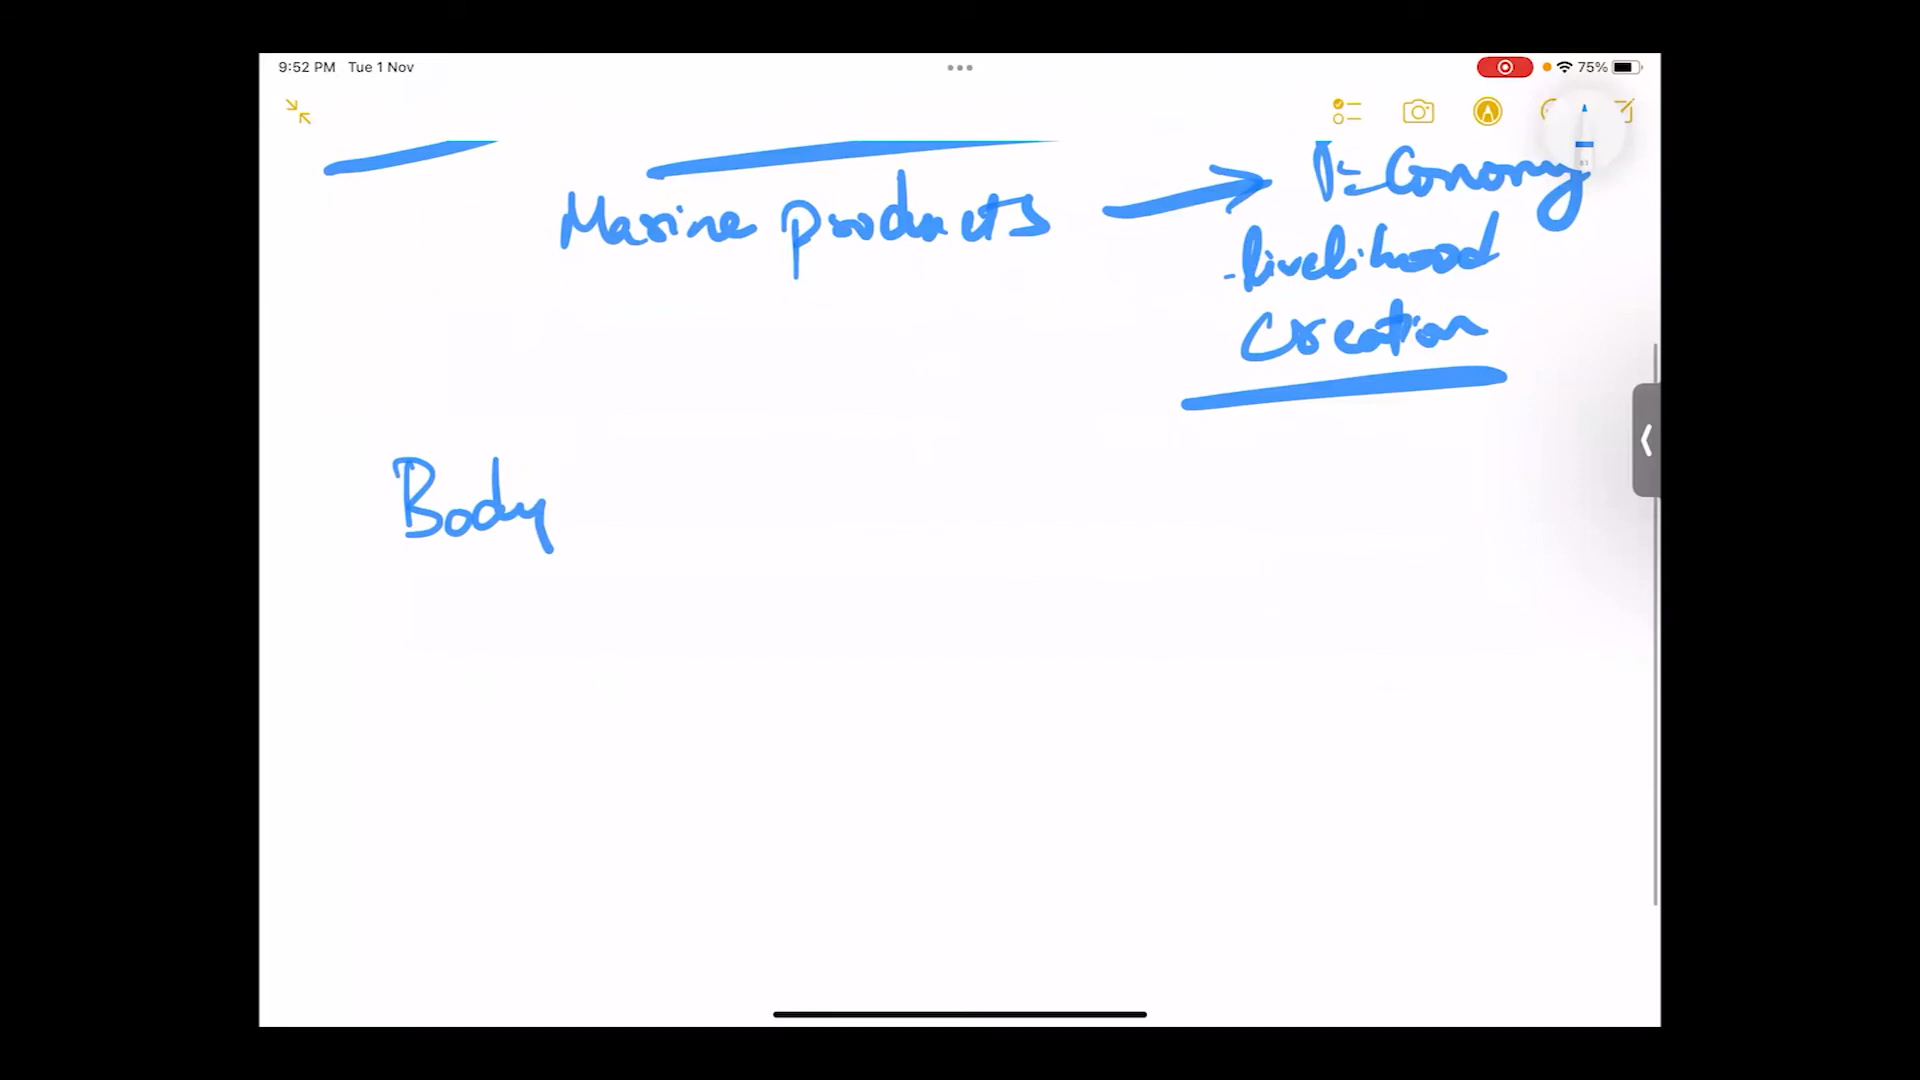 9:52 PM Tue 1 Nov
75%
Economy
Marine products
- livelihood
creation
Body